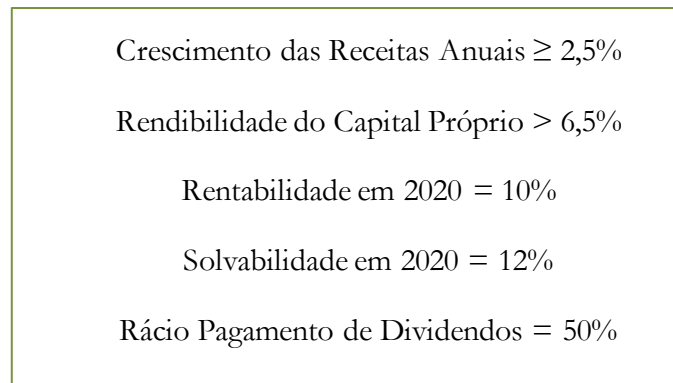 Crescimento das Receitas Anuais ≥ 2,5%
Rendibilidade do Capital Próprio > 6,5%
Rentabilidade em 2020 = 10%
Solvabilidade em 2020 = 12%
Rácio Pagamento de Dividendos = 50%